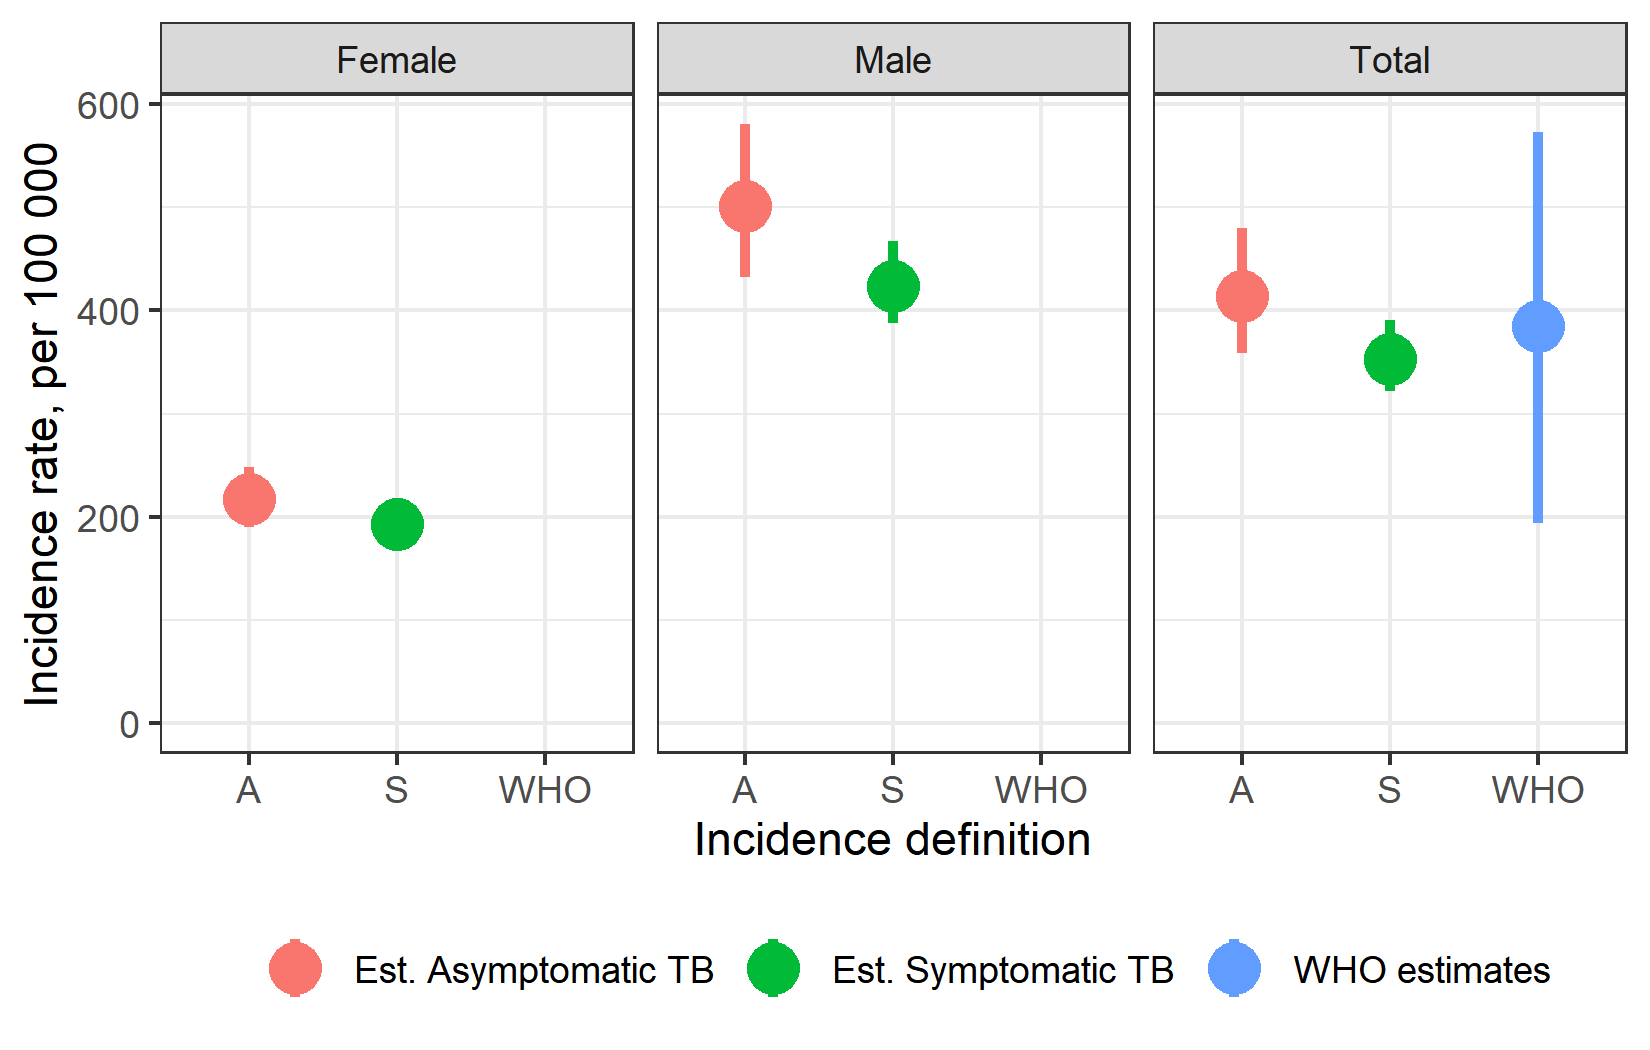 Female Male Total
600
400
200
0
Incidence rate, per 100 000
A S WHO A S WHO A S WHO
Incidence definition
Est. Asymptomatic TB Est. Symptomatic TB WHO estimates